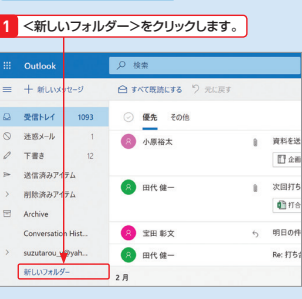 1 <新しいフォルダー>をクリックします。
Outlook
検索
新しいメッセージ
すべて既読にする 元に戻す
受信トレイ 1093
優先 その他
迷惑メール 1
小原裕太
資料を送
下書き 12
企画
送信済みアイテム
田代 健一
次回打ち
削除済みアイテム
打合
Archive
Conversation Hist...
宝田 彰文
明日の件
suzutarou_v@yah...
田代 健一
Re: 打ち合
新しいフォルダー
2 月